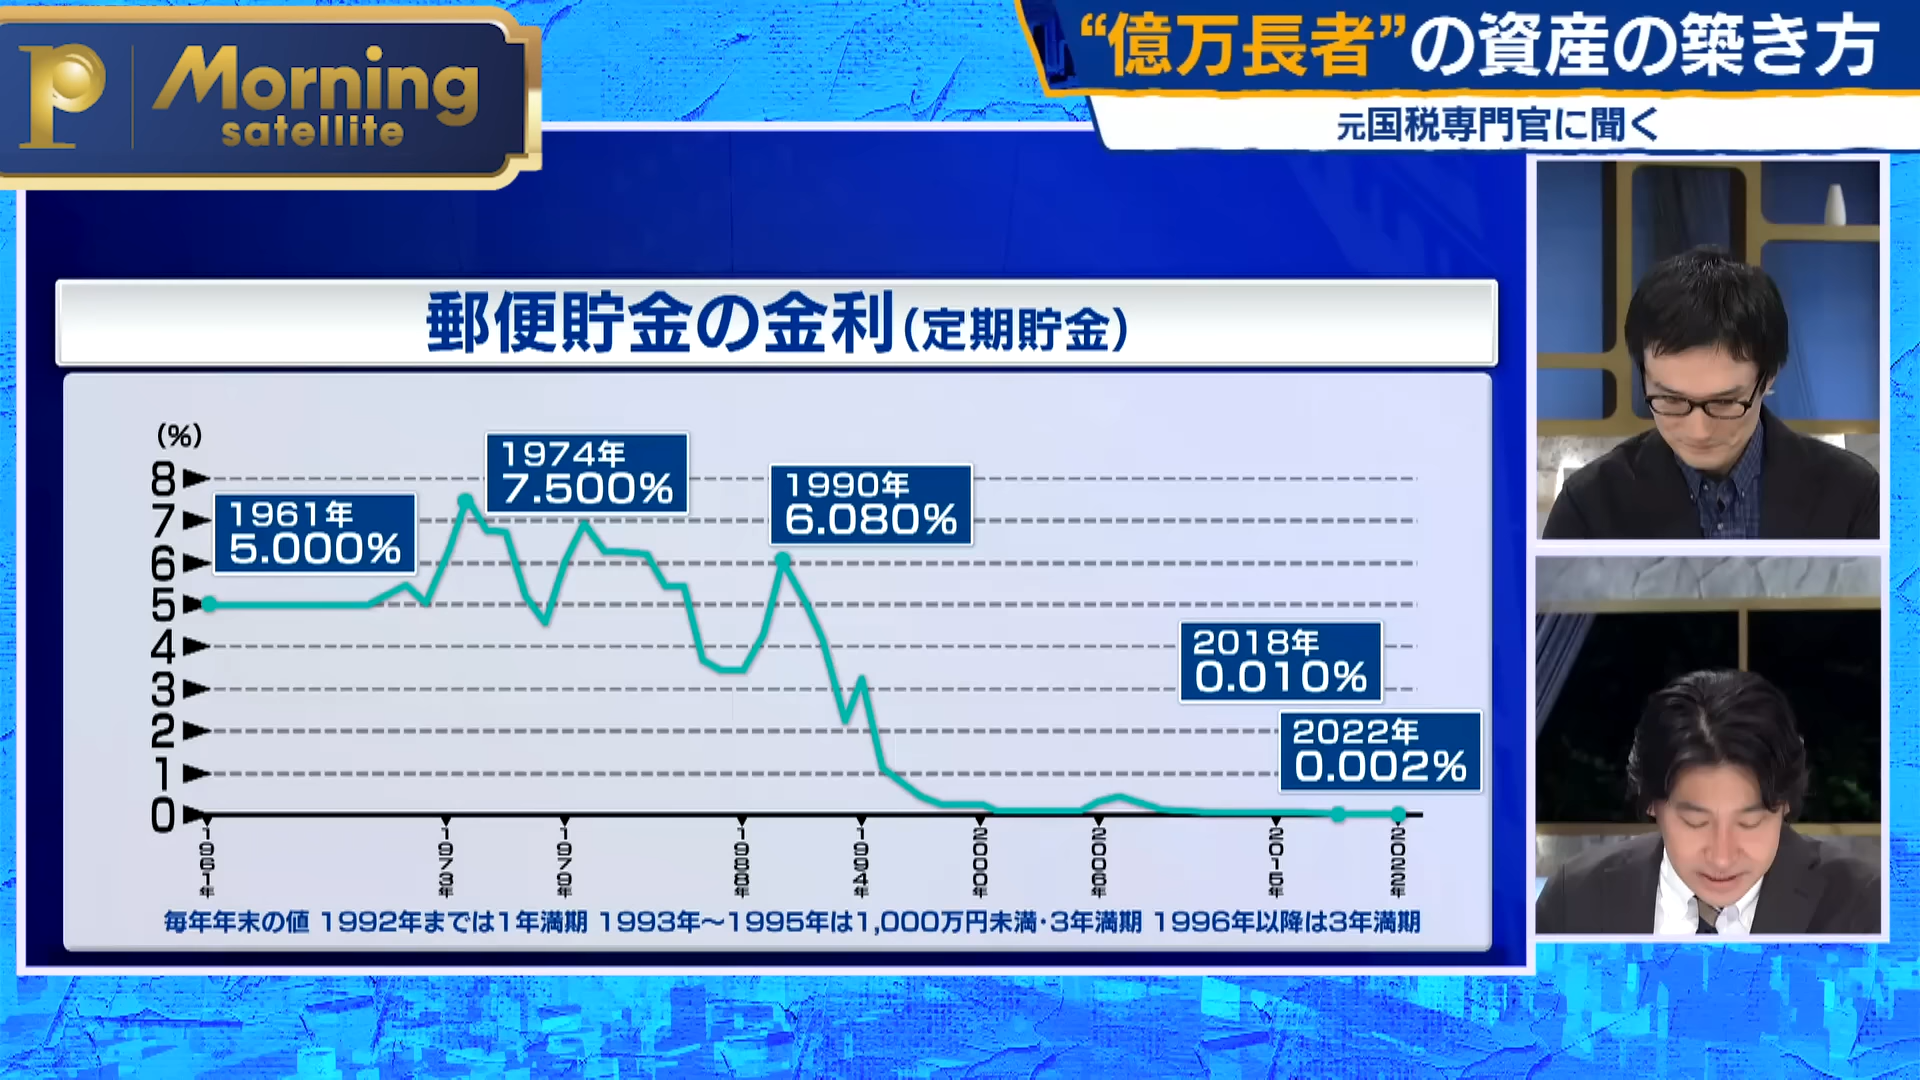 P Morning
satellite
“億万長者”の資産の築き方
元国税専門官に聞く
郵便貯金の金利(定期貯金)
(%)
8
7
6
5
4
3
2
1
0
1961年
5.000%
1974年
7.500%
1990年
6.080%
2018年
0.010%
2022年
0.002%
1961年
1973年
1979年
1988年
1994年
2000年
2006年
2015年
2022年
毎年年末の値 1992年までは1年満期 1993年〜1995年は1,000万円未満・3年満期 1996年以降は3年満期